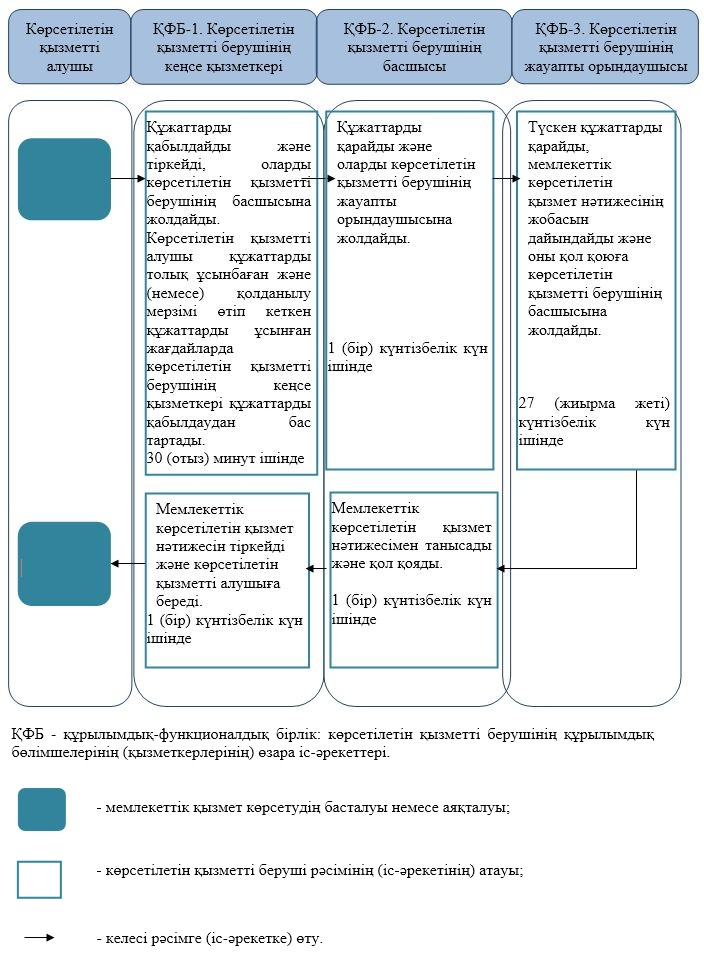 Көрсетілетін
қызметті
алушы
ҚФБ-1. Көрсетілетін
қызметті берушінің
кеңсе қызметкері
ҚФБ-2. Көрсетілетін
қызметті берушінің
басшысы
ҚФБ-3. Көрсетілетін
қызметті берушінің
жауапты орындаушысы
Құжаттарды
қабылдайды және
тіркейді, оларды
көрсетілетін қызметті
берушінің басшысына
жолдайды.
Көрсетілетін қызметті
алушы құжаттарды
толық ұсынбаған және
(немесе) қолданылу
мерзімі өтіп кеткен
құжаттарды ұсынған
жағдайларда
көрсетілетін қызметті
берушінің кеңсе
қызметкері құжаттарды
қабылдаудан бас
тартады.
30 (отыз) минут ішінде
Құжаттарды
қарайды және
оларды көрсетілетін
қызметті берушінің
жауапты
орындаушысына
жолдайды.
1 (бір) күнтізбелік күн
ішінде
Түскен құжаттарды
қарайды,
мемлекеттік
көрсетілетін
қызмет нәтижесінің
жобасын
дайындайды және
оны қол қоюға
көрсетілетін
қызметті берушінің
басшысына
жолдайды.
27 (жиырма жеті)
күнтізбелік күн
ішінде
Мемлекеттік
көрсетілетін қызмет
нәтижесін тіркейді
және көрсетілетін
қызметті алушыға
береді.
1 (бір) күнтізбелік күн
ішінде
Мемлекеттік
көрсетілетін қызмет
нәтижесімен танысады
және қол қояды.
1 (бір) күнтізбелік күн
ішінде
ҚФБ - құрылымдық-функционалдық бірлік: көрсетілетін қызметті берушінің құрылымдық
бөлімшелерінің (қызметкерлерінің) өзара іс-әрекеттері.
- мемлекеттік қызмет көрсетудің басталуы немесе аяқталуы;
- көрсетілетін қызметті беруші рәсімінің (іс-әрекетінің) атауы;
- келесі рәсімге (іс-әрекетке) өту.